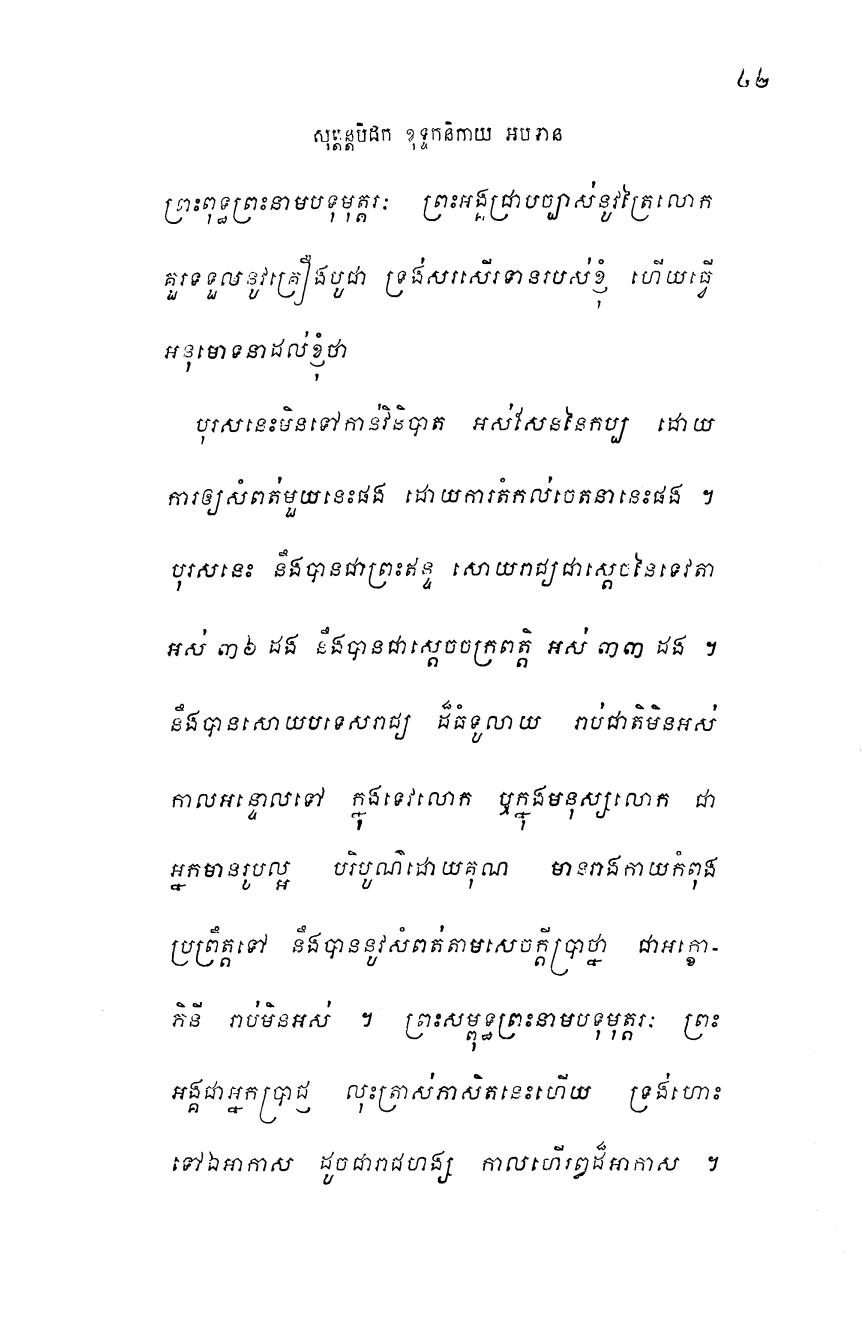 ៤២
សុត្តន្តបិដក ខុទ្ទកនិកាយ អបទាន
ព្រះពុទ្ធព្រះនាមបទុមុត្តរៈ ព្រះអង្គជ្រាបច្បាស់នូវត្រៃលោក
គួរទទួលនូវគ្រឿងបូជា ទ្រង់សរសើរទានរបស់ខ្ញុំ ហើយធ្វើ
អនុមោទនាដល់ខ្ញុំថា
បុរសនេះមិនទៅកាន់វិនិបាត អស់សែននៃកប្ប ដោយ
ការឲ្យសំពត់មួយនេះផង ដោយការតំកល់ចេតនានេះផង ។
បុរសនេះ នឹងបានជាព្រះឥន្ទ សោយរាជ្យជាស្តេចនៃទេវតា
អស់ ៣៦ ដង នឹងបានជាស្តេចចក្រពត្តិ អស់ ៣៣ ដង ។
នឹងបានសោយបទេសរាជ្យ ដ៏ធំទូលាយ រាប់ជាតិមិនអស់
កាលអន្ទោលទៅ ក្នុងទេវលោក ឬក្នុងមនុស្សលោក ជា
អ្នកមានរូបល្អ បរិបូណ៌ដោយគុណ មានរាងកាយកំពុង
ប្រព្រឹត្តទៅ នឹងបាននូវសំពត់តាមសេចក្តីប្រាថ្នា ជាអក្ខោ-
ភិនី រាប់មិនអស់ ។ ព្រះសម្ពុទ្ធព្រះនាមបទុមុត្តរៈ ព្រះ
អង្គជាអ្នកប្រាជ្ញ លុះត្រាស់ភាសិតនេះហើយ ទ្រង់ហោះ
ទៅឯអាកាស ដូចជារាជហង្ស កាលហើរឰដ៏អាកាស ។